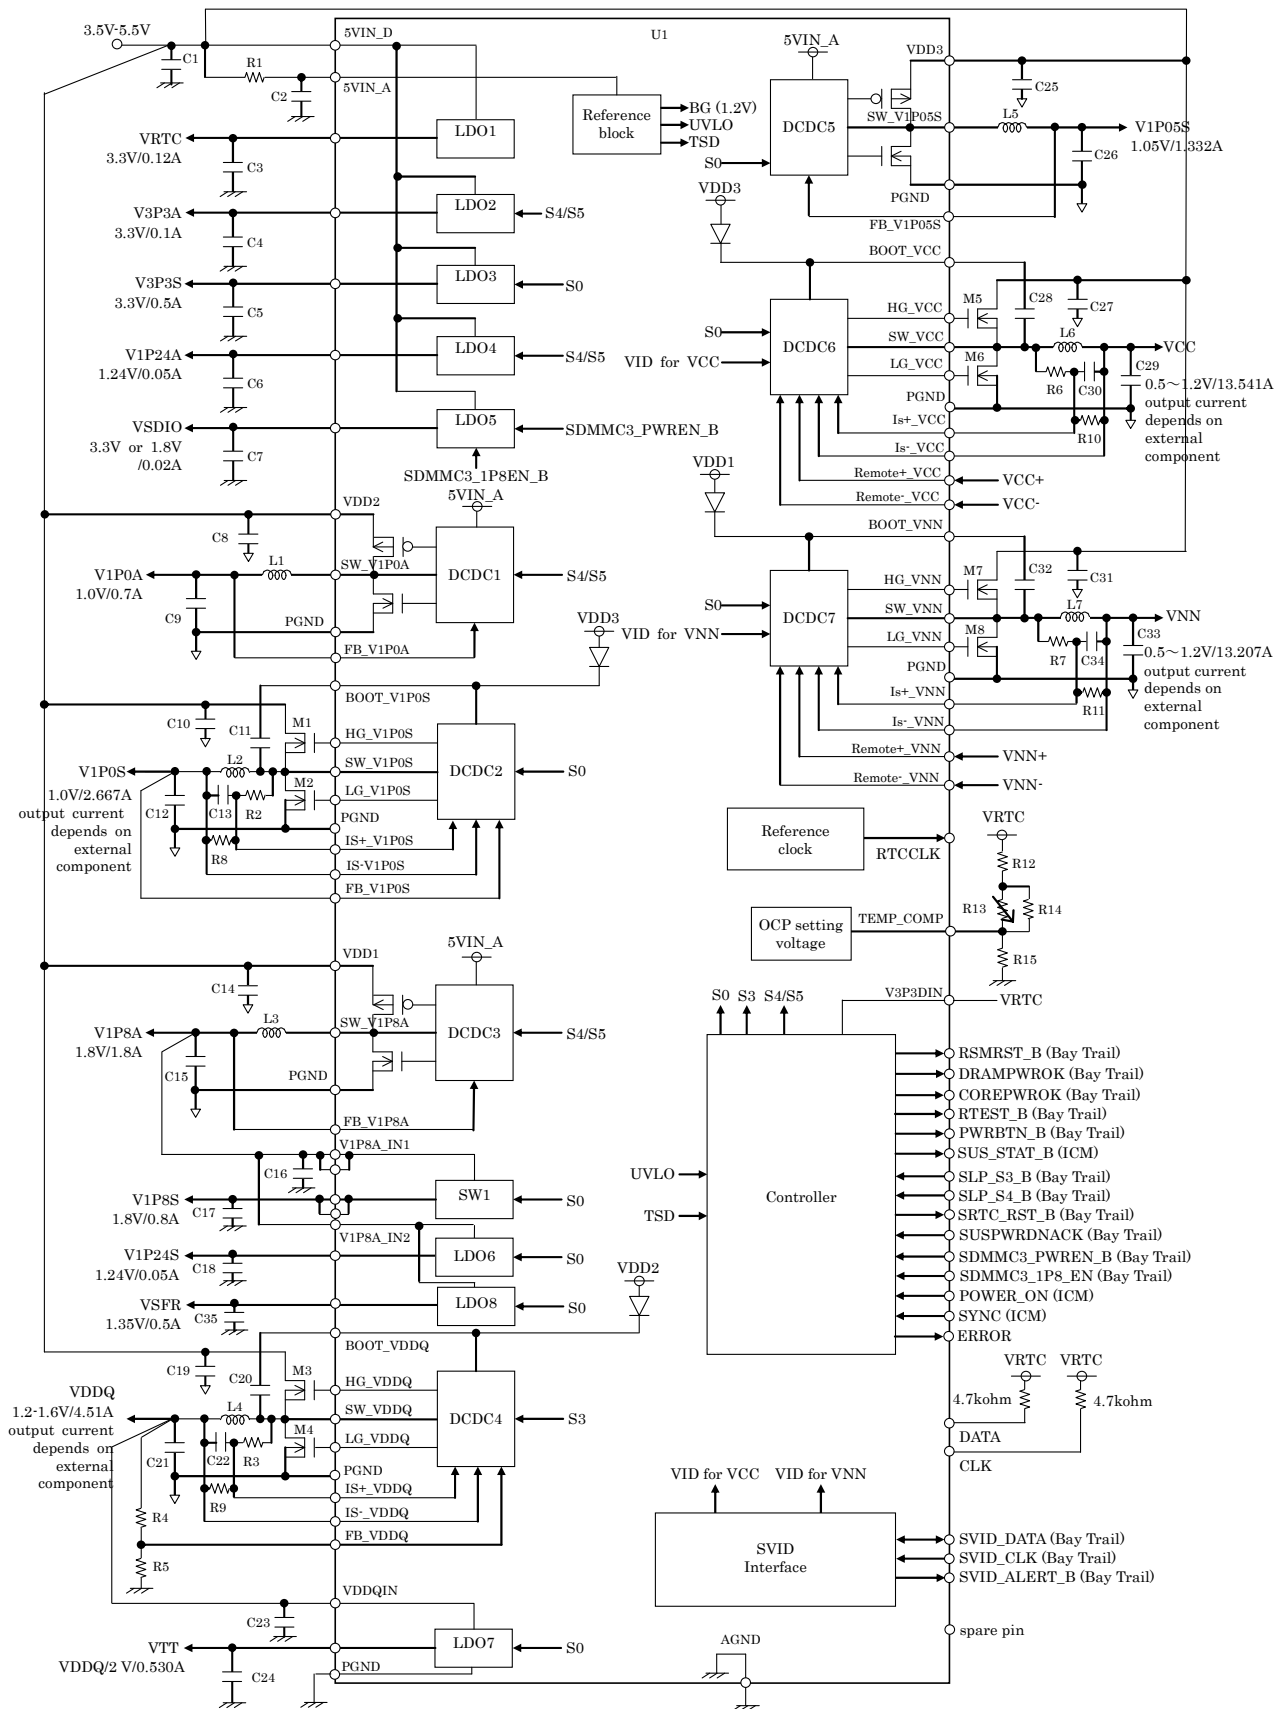 3.5V-5.5V
C1
R1
C2
5VIN_D
5VIN_A
U1
Reference
block
BG (1.2V)
UVLO
TSD
LDO1
VRTC
3.3V/0.12A
C3
LDO2
V3P3A
3.3V/0.1A
C4
S4/S5
LDO3
V3P3S
3.3V/0.5A
C5
S0
LDO4
V1P24A
1.24V/0.05A
C6
S4/S5
LDO5
VSDIO
3.3V or 1.8V
/0.02A
C7
SDMMC3_PWREN_B
SDMMC3_1P8EN_B
5VIN_A
VDD2
C8
L1
SW_V1P0A
DCDC1
S4/S5
V1P0A
1.0V/0.7A
C9
PGND
FB_V1P0A
VDD3
BOOT_V1P0S
C10
C11
M1
HG_V1P0S
L2
SW_V1P0S
DCDC2
S0
V1P0S
1.0V/2.667A
output current
depends on
external
component
C12
C13
R2
M2
LG_V1P0S
PGND
R8
IS+_V1P0S
IS-V1P0S
FB_V1P0S
5VIN_A
VDD1
C14
L3
SW_V1P8A
DCDC3
S4/S5
V1P8A
1.8V/1.8A
C15
PGND
FB_V1P8A
V1P8A_IN1
C16
SW1
S0
V1P8S
1.8V/0.8A
C17
V1P8A_IN2
LDO6
S0
V1P24S
1.24V/0.05A
C18
LDO8
S0
VSFR
1.35V/0.5A
C35
VDD2
BOOT_VDDQ
C19
C20
M3
HG_VDDQ
L4
SW_VDDQ
DCDC4
S3
VDDQ
1.2-1.6V/4.51A
output current
depends on
external
component
C21
C22
R3
M4
LG_VDDQ
PGND
R9
IS+_VDDQ
IS-_VDDQ
FB_VDDQ
R4
R5
VDDQIN
C23
LDO7
S0
VTT
VDDQ/2 V/0.530A
C24
PGND
5VIN_A
VDD3
C25
DCDC5
SW_V1P05S
L5
V1P05S
1.05V/1.332A
C26
S0
PGND
FB_V1P05S
VDD3
BOOT_VCC
M5
C28
C27
HG_VCC
S0
DCDC6
SW_VCC
L6
VCC
VID for VCC
LG_VCC
M6
R6
C30
C29
0.5~1.2V/13.541A
output current
depends on
external
component
PGND
Is+_VCC
R10
Is-_VCC
Remote+_VCC
VCC+
Remote-_VCC
VCC-
VDD1
BOOT_VNN
M7
C32
C31
HG_VNN
S0
DCDC7
SW_VNN
L7
VNN
VID for VNN
LG_VNN
M8
R7
C34
C33
0.5~1.2V/13.207A
output current
depends on
external
component
PGND
Is+_VNN
R11
Is-_VNN
Remote+_VNN
VNN+
Remote-_VNN
VNN-
Reference
clock
RTCCLK
VRTC
R12
R13
R14
R15
OCP setting
voltage
TEMP_COMP
S0
S3
S4/S5
V3P3DIN
VRTC
Controller
UVLO
TSD
RSMRST_B (Bay Trail)
DRAMPWROK (Bay Trail)
COREPWROK (Bay Trail)
RTEST_B (Bay Trail)
PWRBTN_B (Bay Trail)
SUS_STAT_B (ICM)
SLP_S3_B (Bay Trail)
SLP_S4_B (Bay Trail)
SRTC_RST_B (Bay Trail)
SUSPWRDNACK (Bay Trail)
SDMMC3_PWREN_B (Bay Trail)
SDMMC3_1P8_EN (Bay Trail)
POWER_ON (ICM)
SYNC (ICM)
ERROR
VRTC
VRTC
4.7kohm
4.7kohm
DATA
CLK
VID for VCC
VID for VNN
SVID
Interface
SVID_DATA (Bay Trail)
SVID_CLK (Bay Trail)
SVID_ALERT_B (Bay Trail)
spare pin
AGND